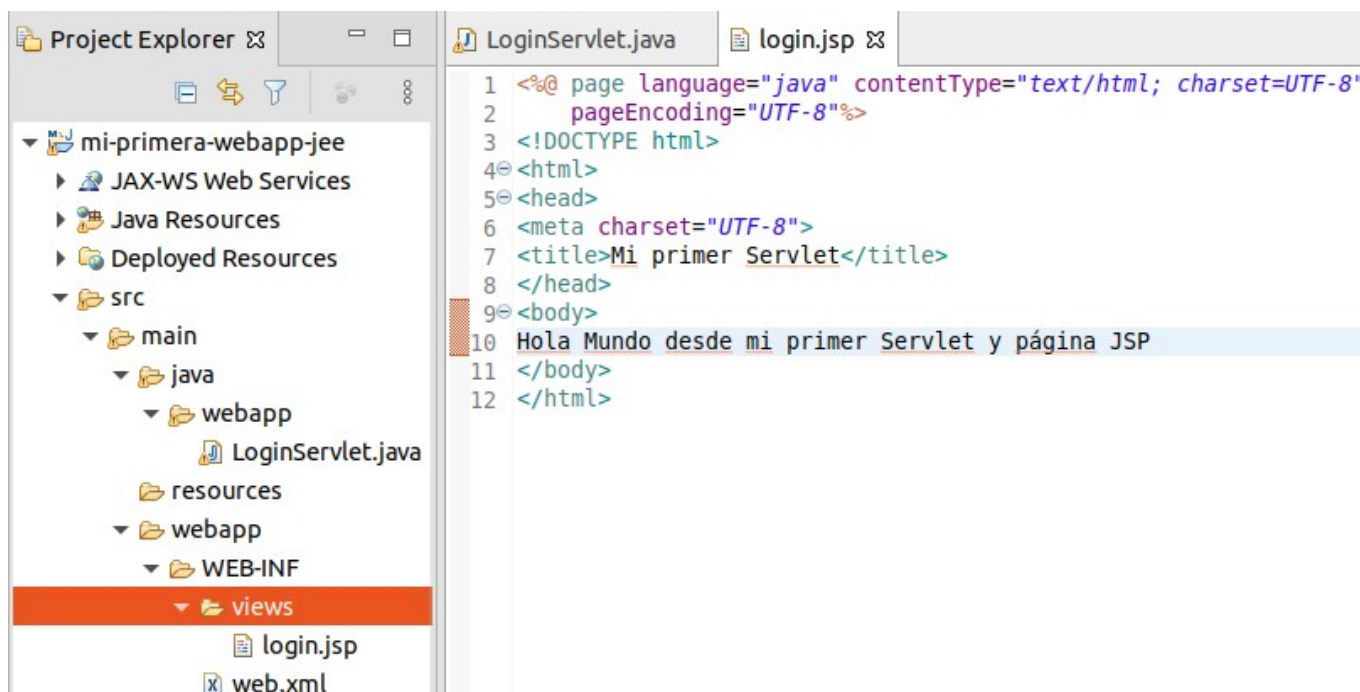 Project Explorer
mi-primera-webapp-jee
JAX-WS Web Services
Java Resources
Deployed Resources
src
main
java
webapp
LoginServlet.java
resources
webapp
WEB-INF
views
login.jsp
web.xml
LoginServlet.java
login.jsp
1 <%@ page language="java" contentType="text/html; charset=UTF-8"
2 pageEncoding="UTF-8"%>
3 <!DOCTYPE html>
4 <html>
5 <head>
6 <meta charset="UTF-8">
7 <title>Mi primer Servlet</title>
8 </head>
9 <body>
10 Hola Mundo desde mi primer Servlet y página JSP
11 </body>
12 </html>